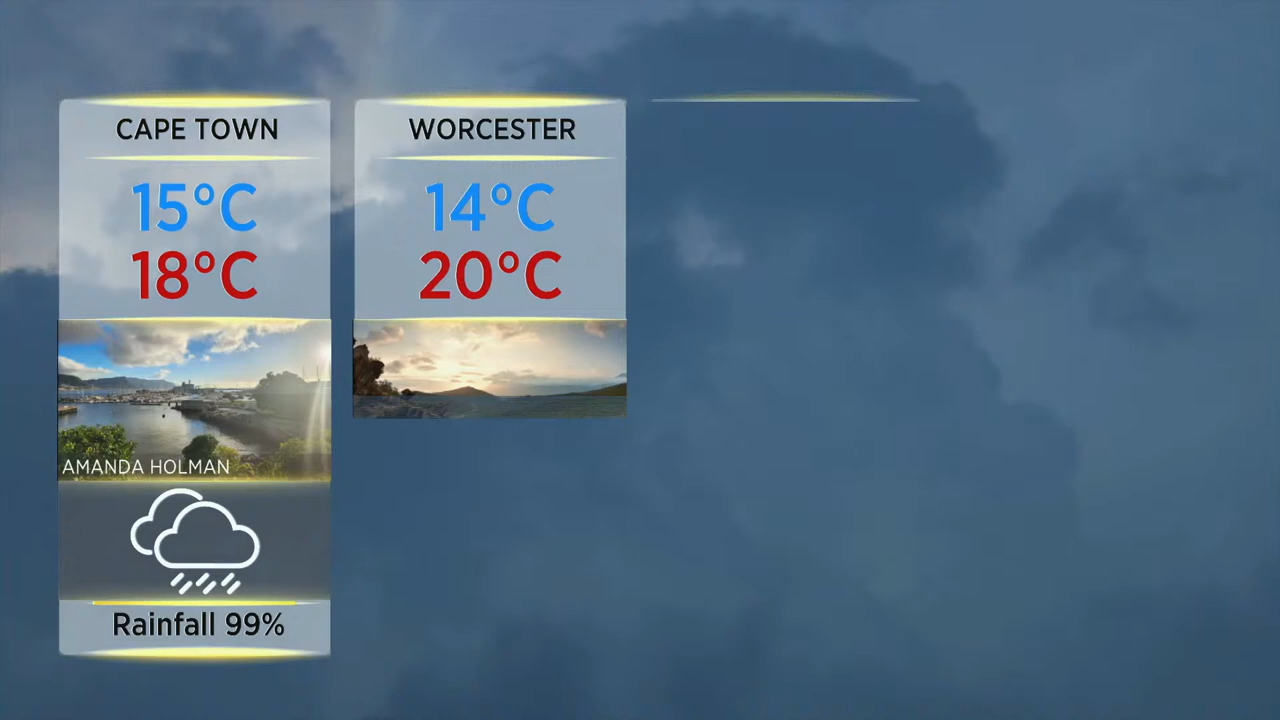 CAPE TOWN
15°C
18°C
AMANDA HOLMAN
Rainfall 99%
WORCESTER
14°C
20°C